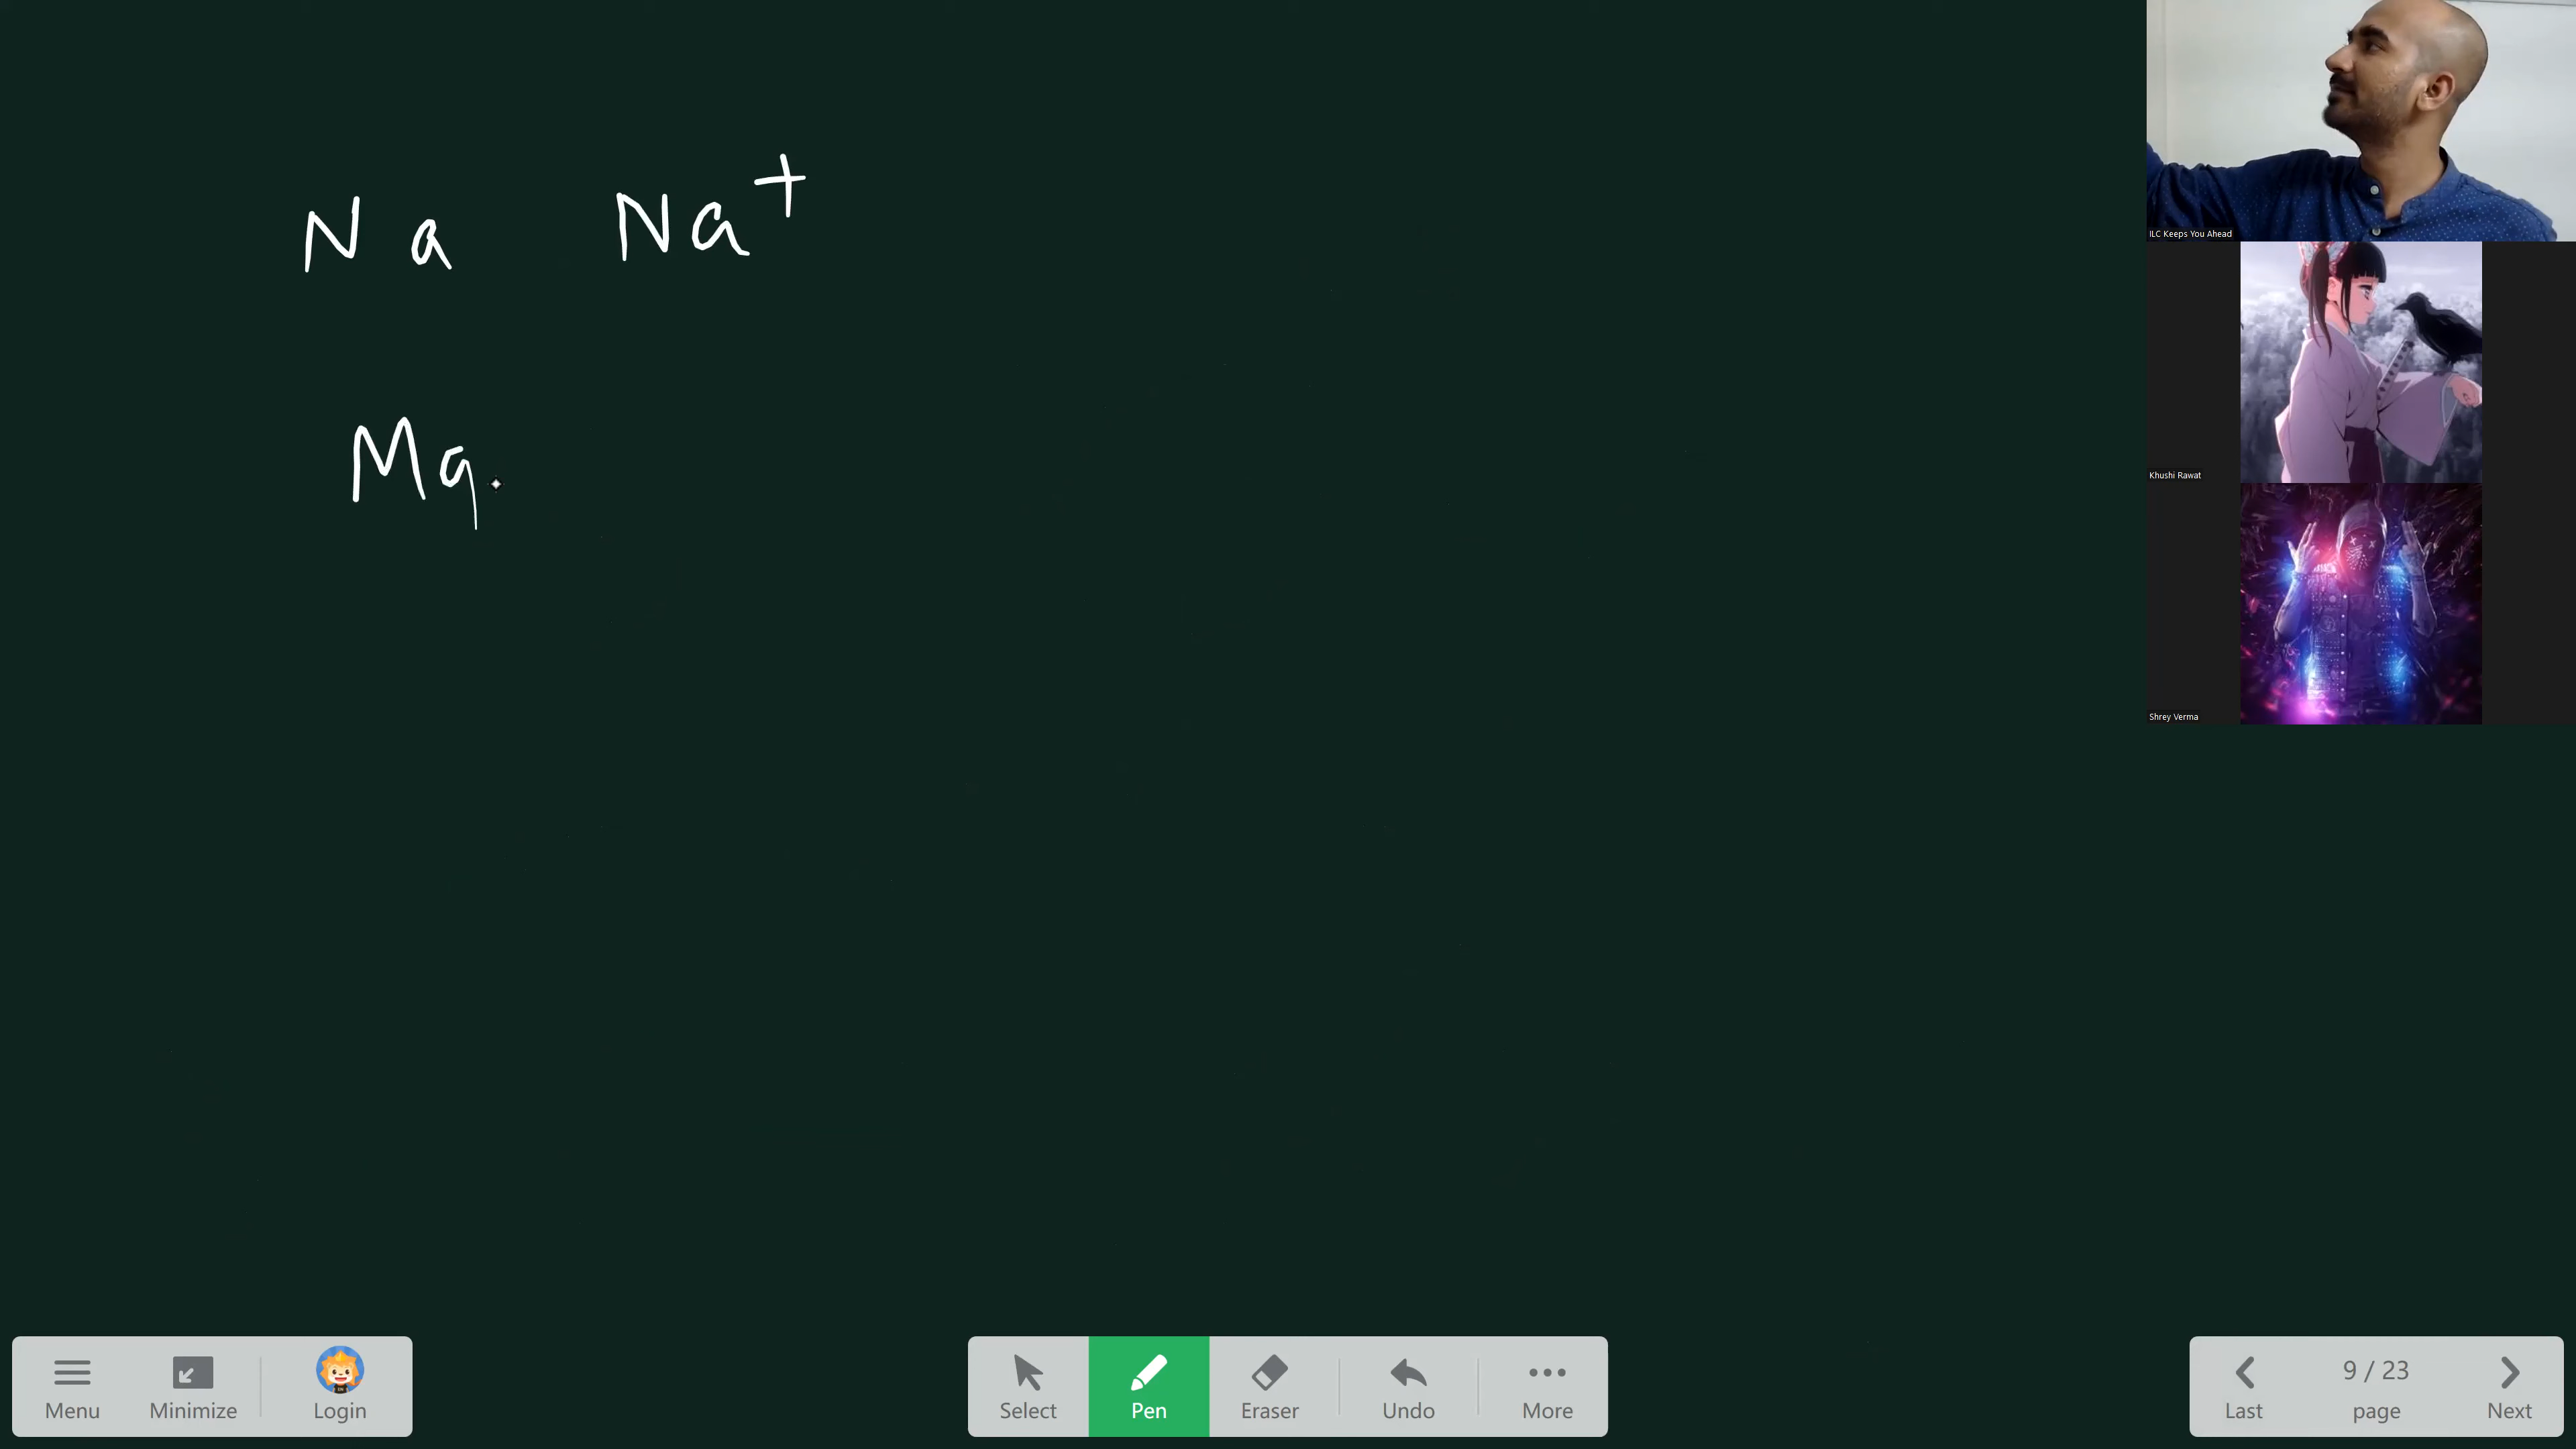 Na Na+
Mg
ILC Keeps You Ahead
Khushi Rawat
Shrey Verma
Menu Minimize Login
Select Pen Eraser Undo More
Last 9 / 23 page Next